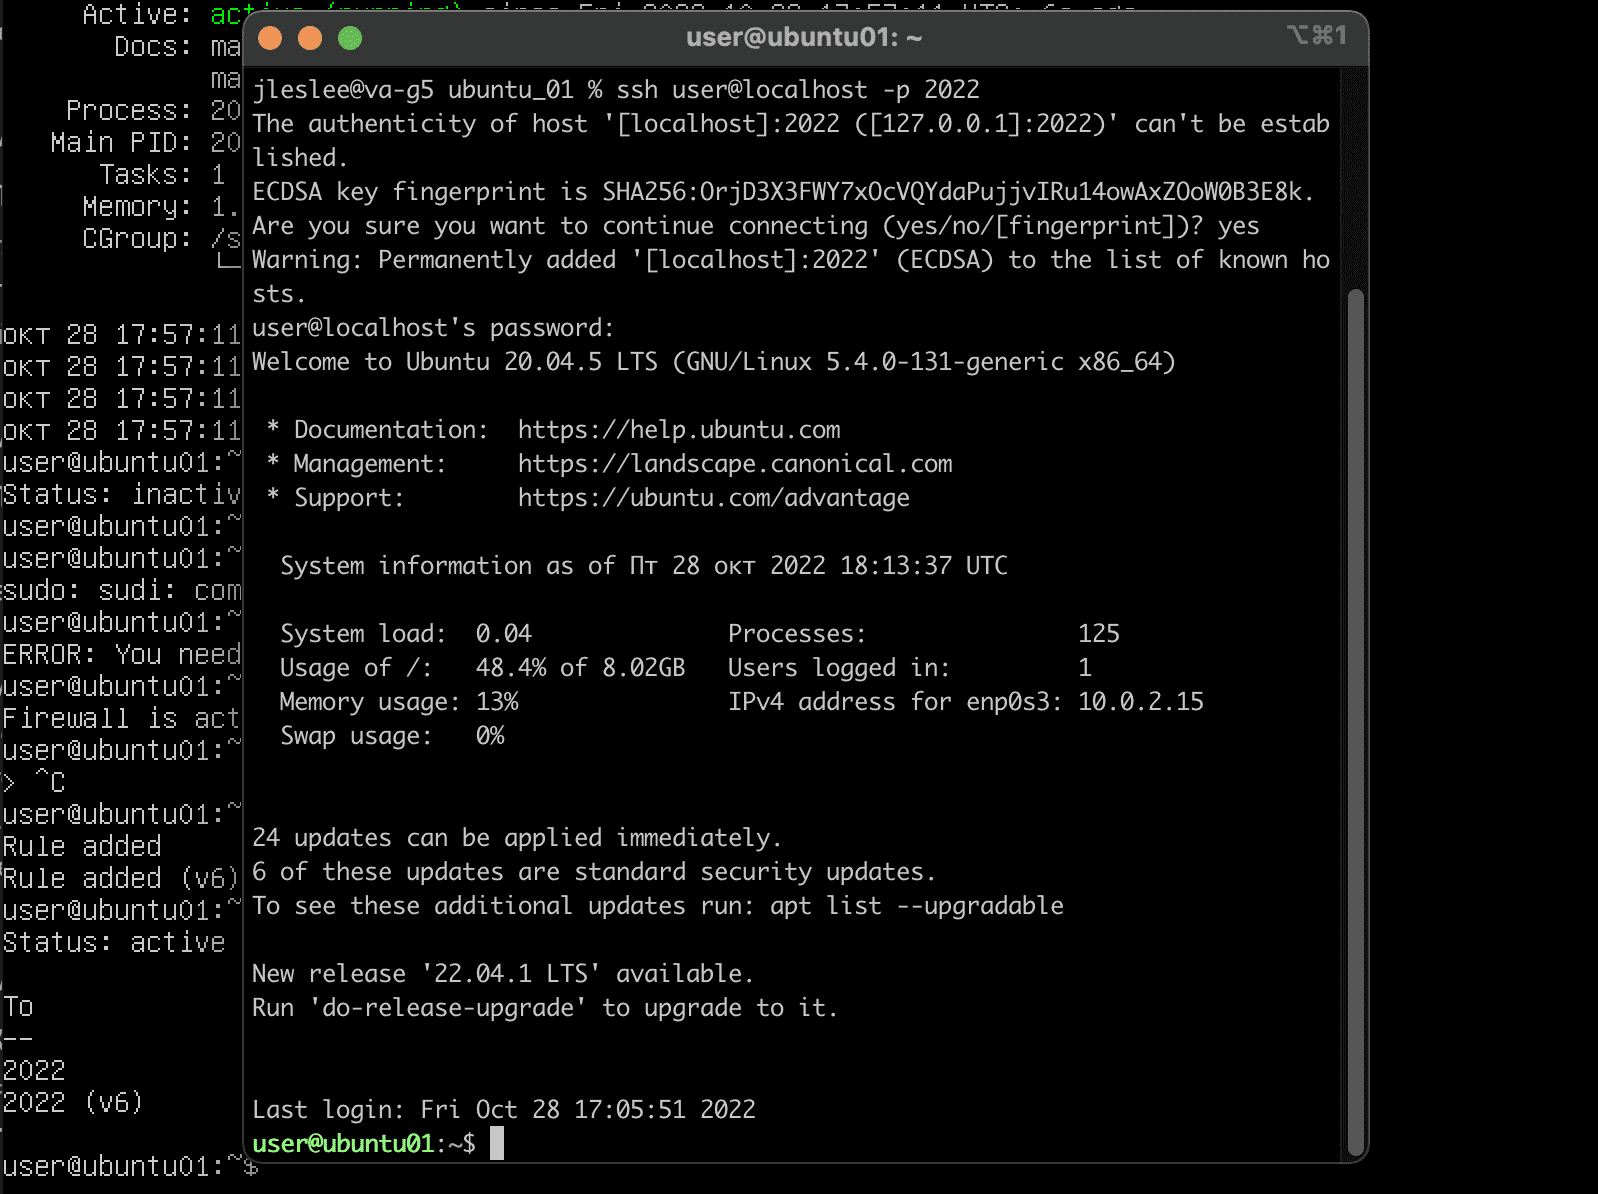 Active:
Docs: ma
ma
Process: 20
Main PID: 20
Tasks: 1
Memory: 1.
CGroup: /s
окт 28 17:57:11
окт 28 17:57:11
окт 28 17:57:11
окт 28 17:57:11
user@ubuntu01:~
Status: inactiv
user@ubuntu01:~
user@ubuntu01:~
sudo: sudi: com
user@ubuntu01:~
ERROR: You need
user@ubuntu01:~
Firewall is act
user@ubuntu01:~
> ^C
user@ubuntu01:~
Rule added
Rule added (v6)
user@ubuntu01:~
Status: active
To
--
2022
2022 (v6)
user@ubuntu01:~$
user@ubuntu01: ~
⌥⌘1
jleslee@va-g5 ubuntu_01 % ssh user@localhost -p 2022
The authenticity of host '[localhost]:2022 ([127.0.0.1]:2022)' can't be estab
lished.
ECDSA key fingerprint is SHA256:OrjD3X3FWY7xOcVQYdaPujjvIRu14owAxZOoW0B3E8k.
Are you sure you want to continue connecting (yes/no/[fingerprint])? yes
Warning: Permanently added '[localhost]:2022' (ECDSA) to the list of known ho
sts.
user@localhost's password:
Welcome to Ubuntu 20.04.5 LTS (GNU/Linux 5.4.0-131-generic x86_64)
* Documentation:  https://help.ubuntu.com
* Management:     https://landscape.canonical.com
* Support:        https://ubuntu.com/advantage
System information as of Пт 28 окт 2022 18:13:37 UTC
System load:  0.04              Processes:               125
Usage of /:   48.4% of 8.02GB   Users logged in:         1
Memory usage: 13%               IPv4 address for enp0s3: 10.0.2.15
Swap usage:   0%
24 updates can be applied immediately.
6 of these updates are standard security updates.
To see these additional updates run: apt list --upgradable
New release '22.04.1 LTS' available.
Run 'do-release-upgrade' to upgrade to it.
Last login: Fri Oct 28 17:05:51 2022
user@ubuntu01:~$